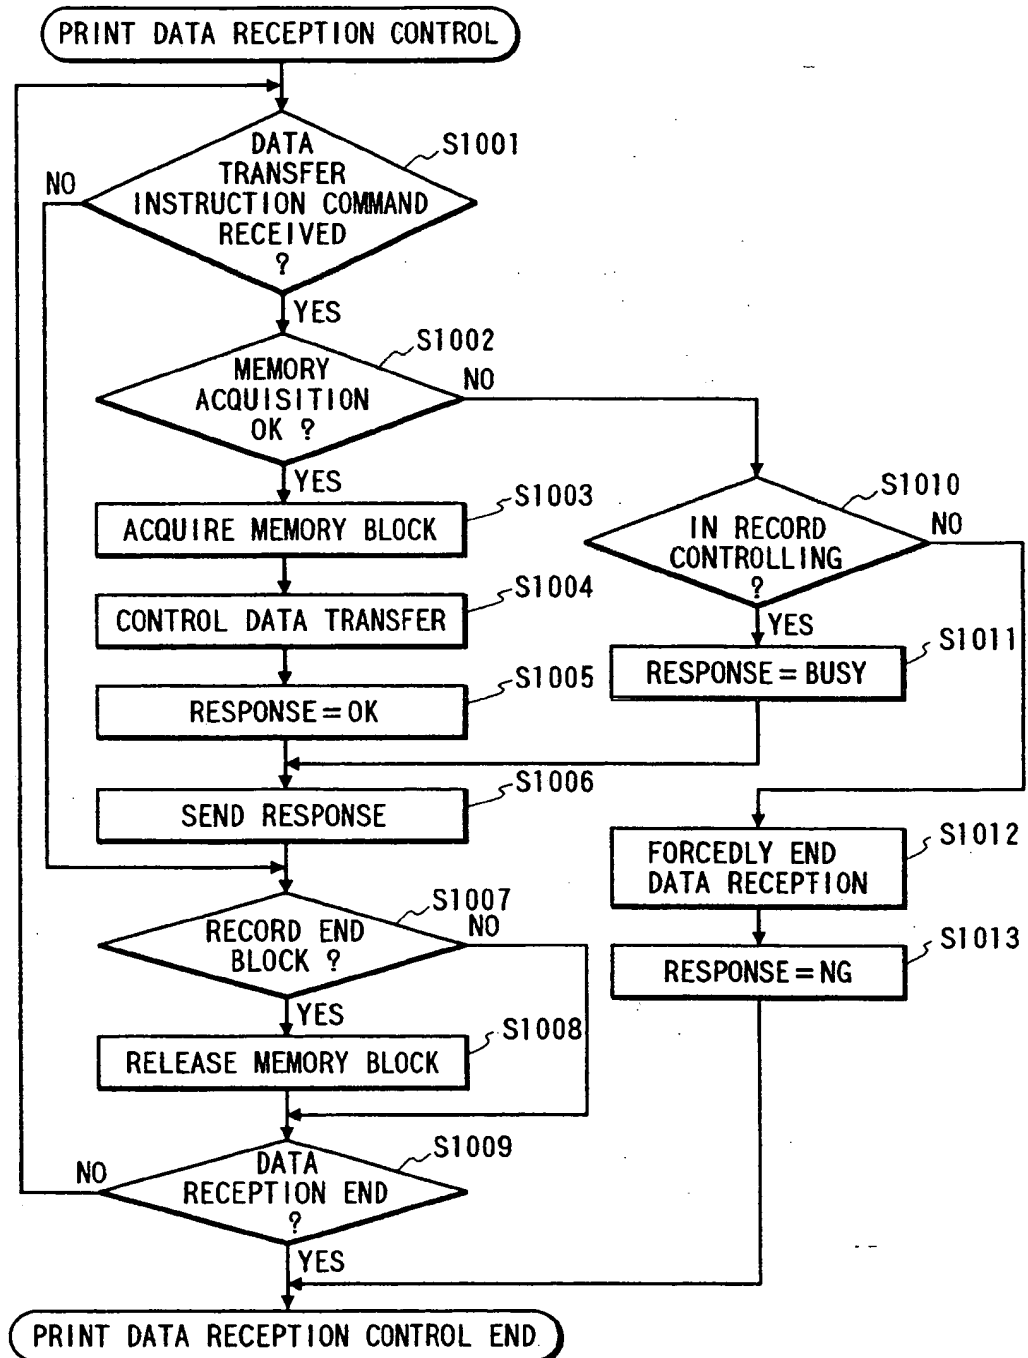 PRINT DATA RECEPTION CONTROL
S1001
DATA
TRANSFER
INSTRUCTION COMMAND
RECEIVED
?
NO
YES
S1002
MEMORY
ACQUISITION
OK ?
NO
YES
S1003
ACQUIRE MEMORY BLOCK
S1004
CONTROL DATA TRANSFER
S1005
RESPONSE=OK
S1010
IN RECORD
CONTROLLING
?
NO
YES
S1011
RESPONSE=BUSY
S1006
SEND RESPONSE
S1012
FORCEDLY END
DATA RECEPTION
S1013
RESPONSE=NG
S1007
RECORD END
BLOCK ?
NO
YES
S1008
RELEASE MEMORY BLOCK
S1009
DATA
RECEPTION END
?
NO
YES
PRINT DATA RECEPTION CONTROL END